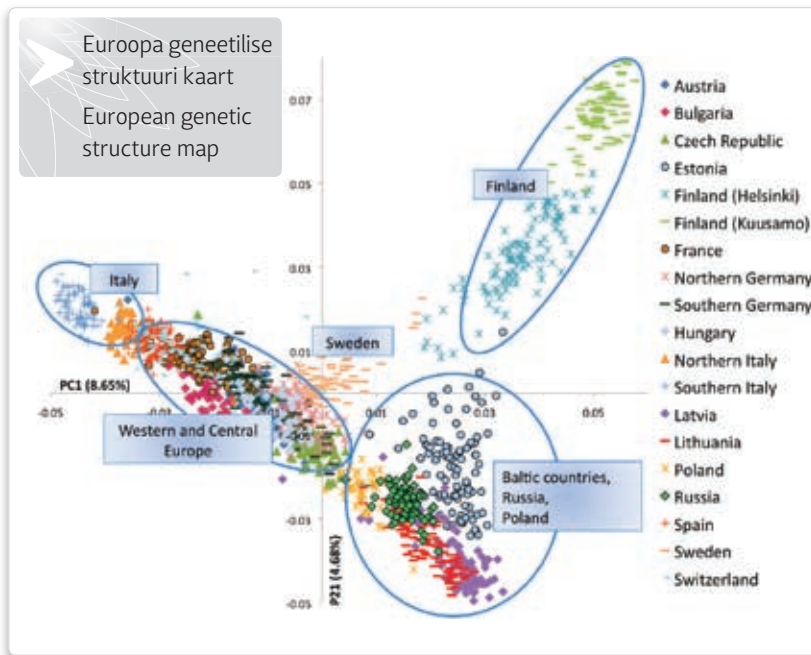 Euroopa geneetilise
struktuuri kaart
European genetic
structure map
0.07
0.05
0.03
0.01
-0.03
-0.05
-0.05
0.01
0.03
0.05
PC1 (8.65%)
P21 (4.68%)
Finland
Italy
Sweden
Western and Central
Europe
Baltic countries,
Russia,
Poland
Austria
Bulgaria
Czech Republic
Estonia
Finland (Helsinki)
Finland (Kuusamo)
France
Northern Germany
Southern Germany
Hungary
Northern Italy
Southern Italy
Latvia
Lithuania
Poland
Russia
Spain
Sweden
Switzerland